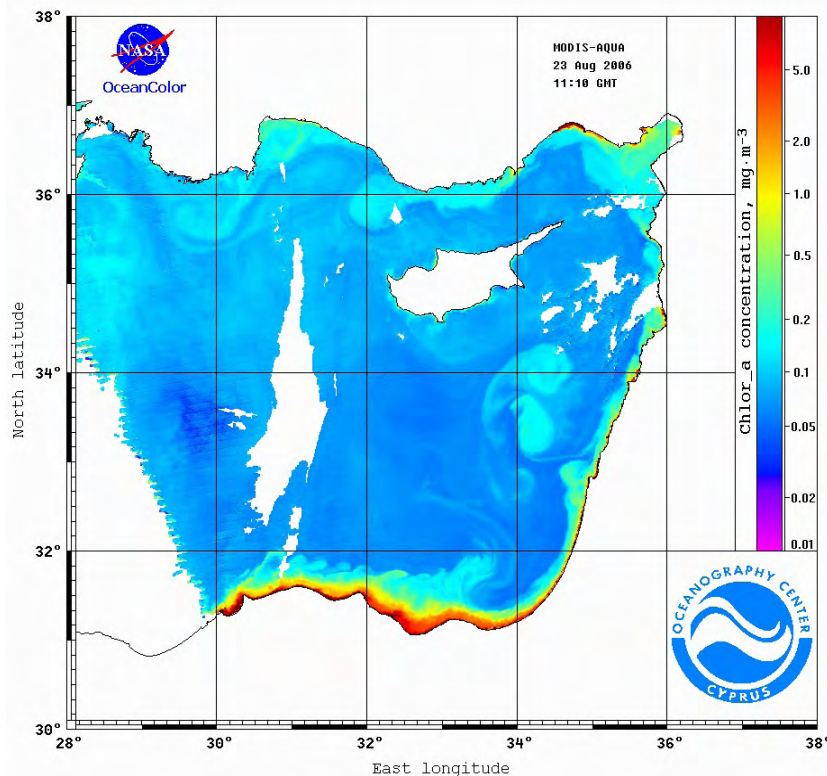 38°
36°
34°
32°
30°
28°
30°
32°
34°
36°
38°
North latitude
East longitude
NASA
OceanColor
MODIS-AQUA
23 Aug 2006
11:10 GMT
Chlor_a concentration, mg·m⁻³
5.0
2.0
1.0
0.5
0.2
0.1
0.05
0.02
0.01
OCEANOGRAPHY CENTER
CYPRUS